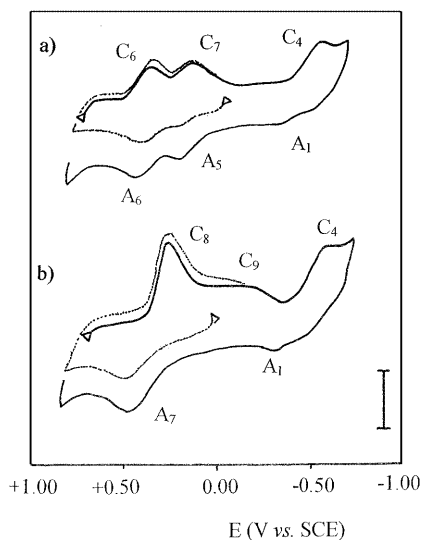 a) C₆ C₇ C₄
A₆ A₅ A₁
b) C₈ C₉ C₄
A₇ A₁
+1.00 +0.50 0.00 -0.50 -1.00
E (V vs. SCE)